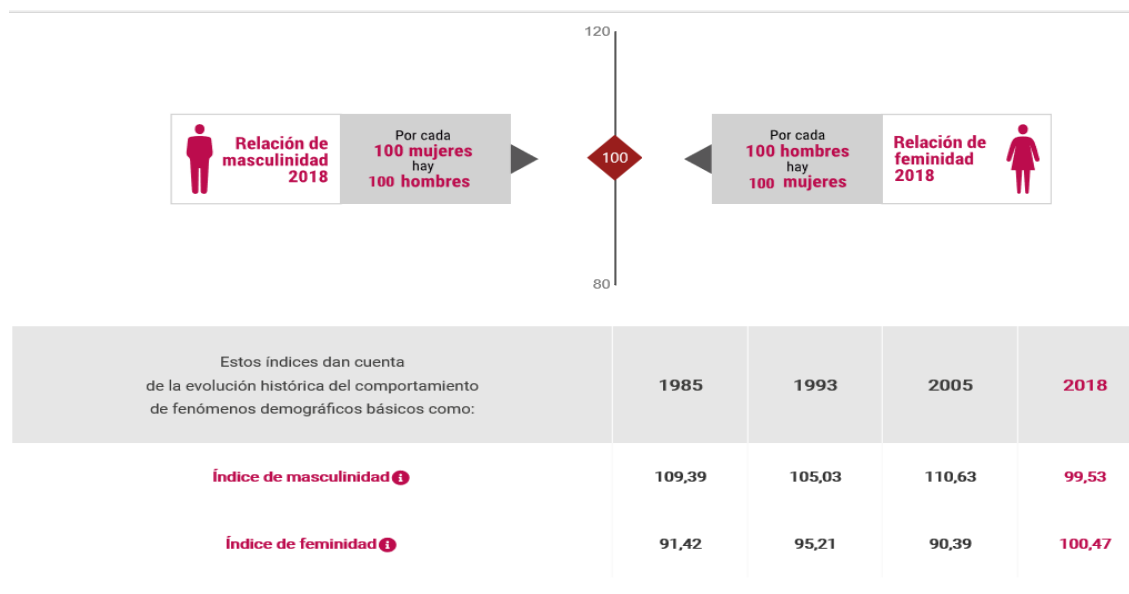 120
Relación de
masculinidad
2018
Por cada
100 mujeres
hay
100 hombres
100
Por cada
100 hombres
hay
100 mujeres
Relación de
feminidad
2018
80
Estos índices dan cuenta
de la evolución histórica del comportamiento
de fenómenos demográficos básicos como:
1985 1993 2005 2018
Índice de masculinidad i 109,39 105,03 110,63 99,53
Índice de feminidad i 91,42 95,21 90,39 100,47